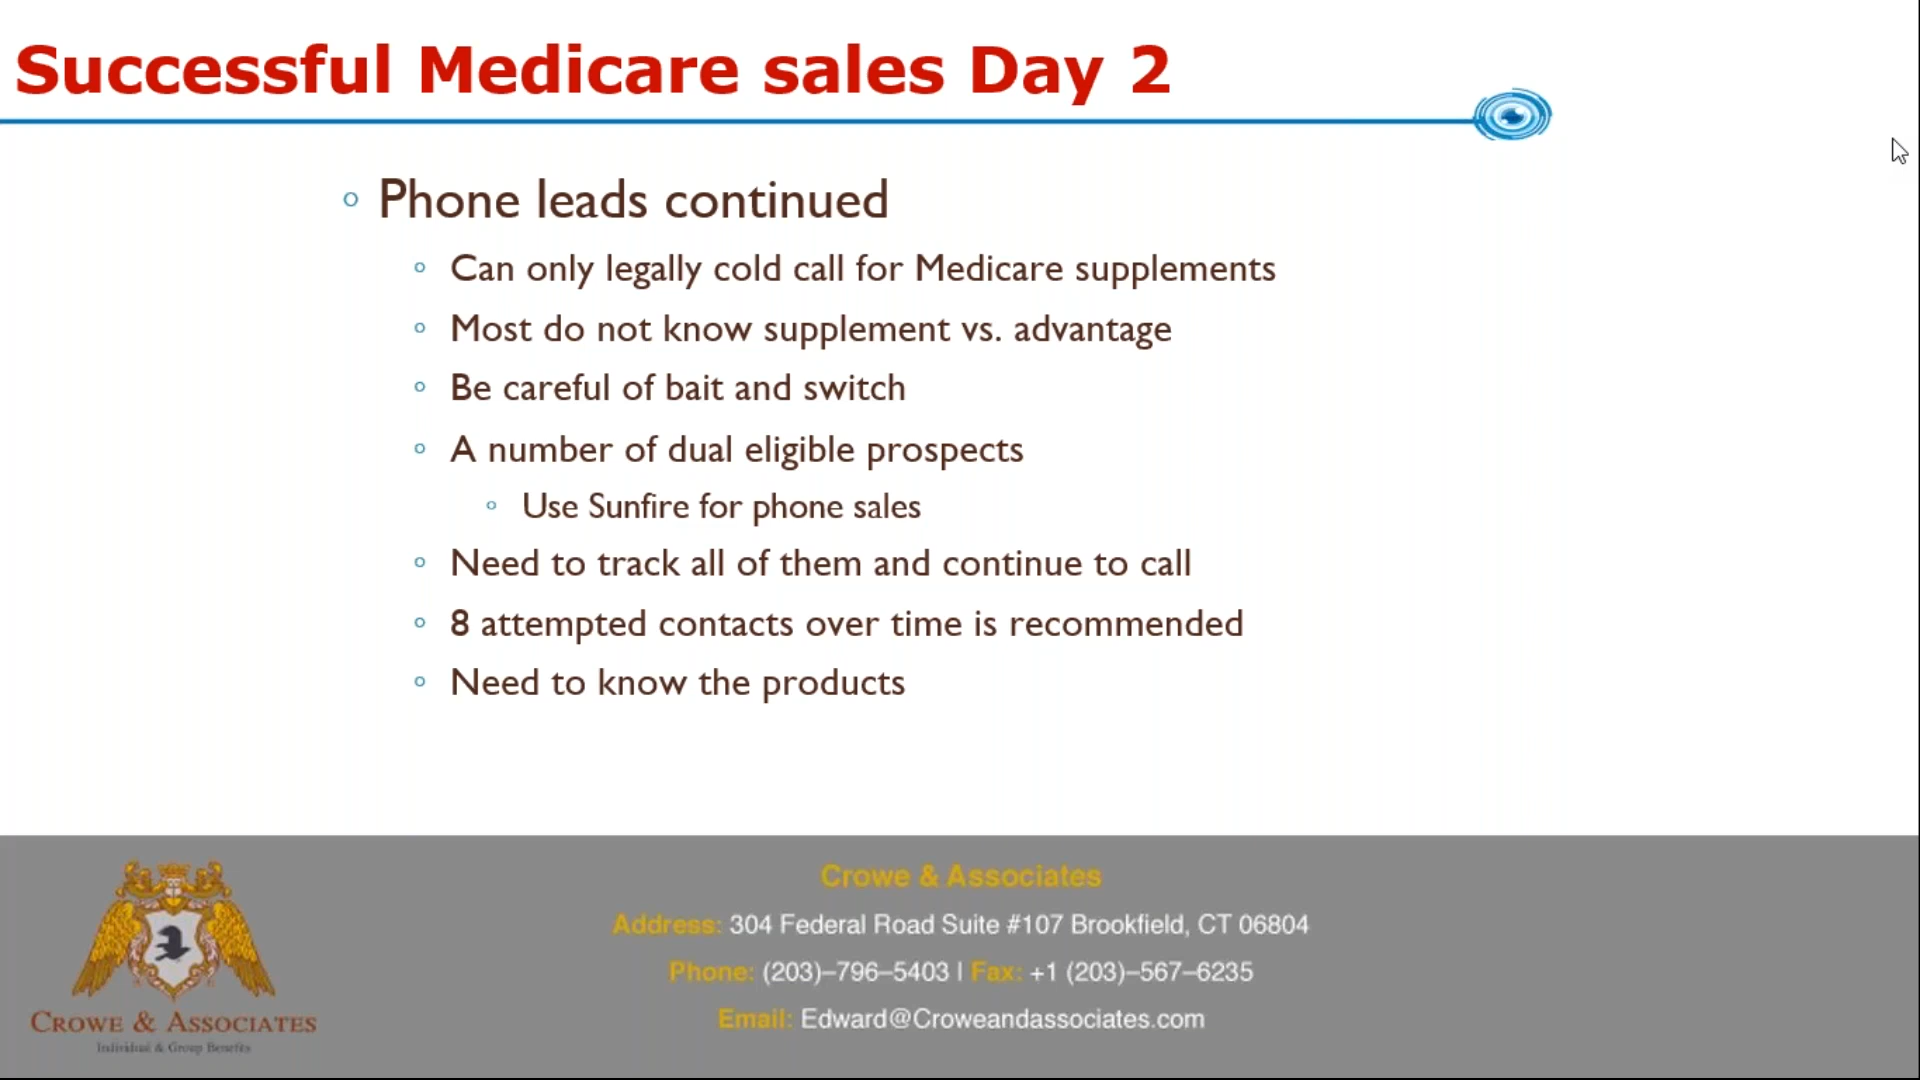 Successful Medicare sales Day 2
Phone leads continued
Can only legally cold call for Medicare supplements
Most do not know supplement vs. advantage
Be careful of bait and switch
A number of dual eligible prospects
Use Sunfire for phone sales
Need to track all of them and continue to call
8 attempted contacts over time is recommended
Need to know the products
Crowe & Associates
Address: 304 Federal Road Suite #107 Brookfield, CT 06804
Phone: (203)–796–5403 | Fax: +1 (203)–567–6235
Email: Edward@Croweandassociates.com
Crowe & Associates
Individual & Group Benefits